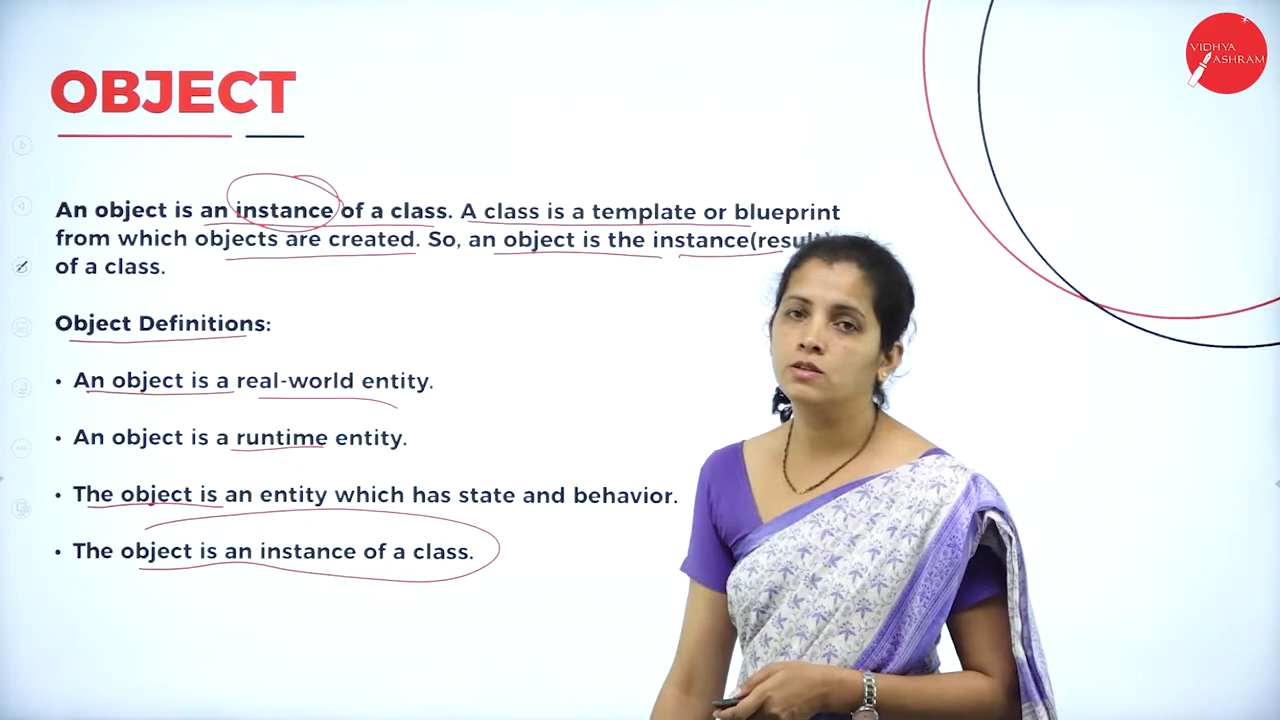 OBJECT
VIDHYA
ASHRAM
An object is an instance of a class. A class is a template or blueprint
from which objects are created. So, an object is the instance(result)
of a class.
Object Definitions:
• An object is a real-world entity.
• An object is a runtime entity.
• The object is an entity which has state and behavior.
• The object is an instance of a class.